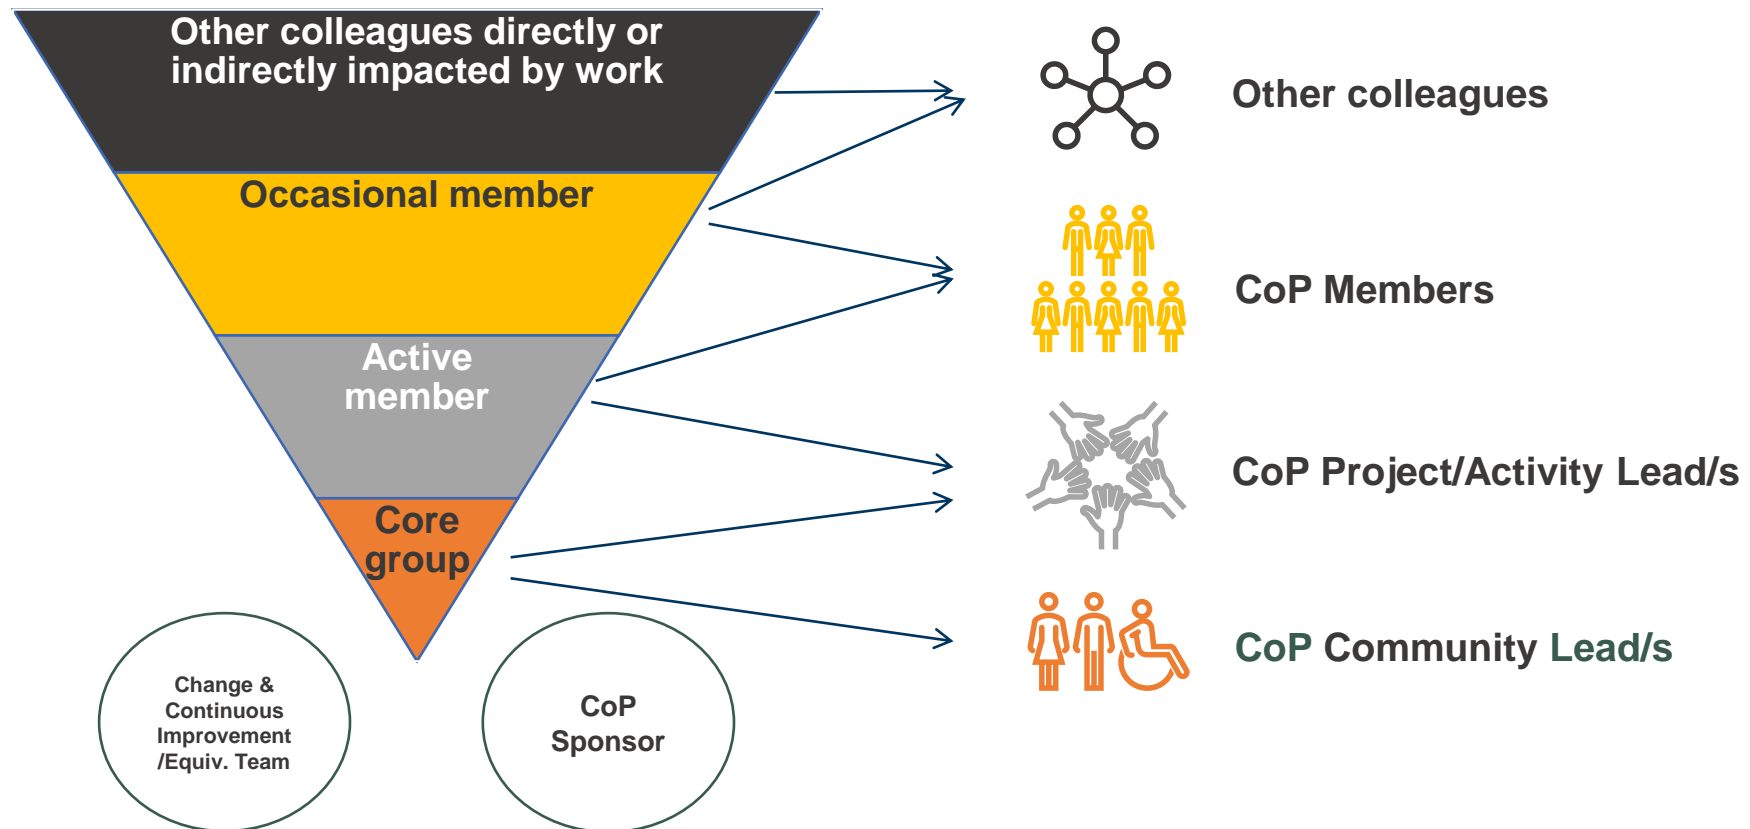 Other colleagues directly or
indirectly impacted by work
Occasional member
Active
member
Core
group
Change &
Continuous
Improvement
/Equiv. Team
CoP
Sponsor
Other colleagues
CoP Members
CoP Project/Activity Lead/s
CoP Community Lead/s